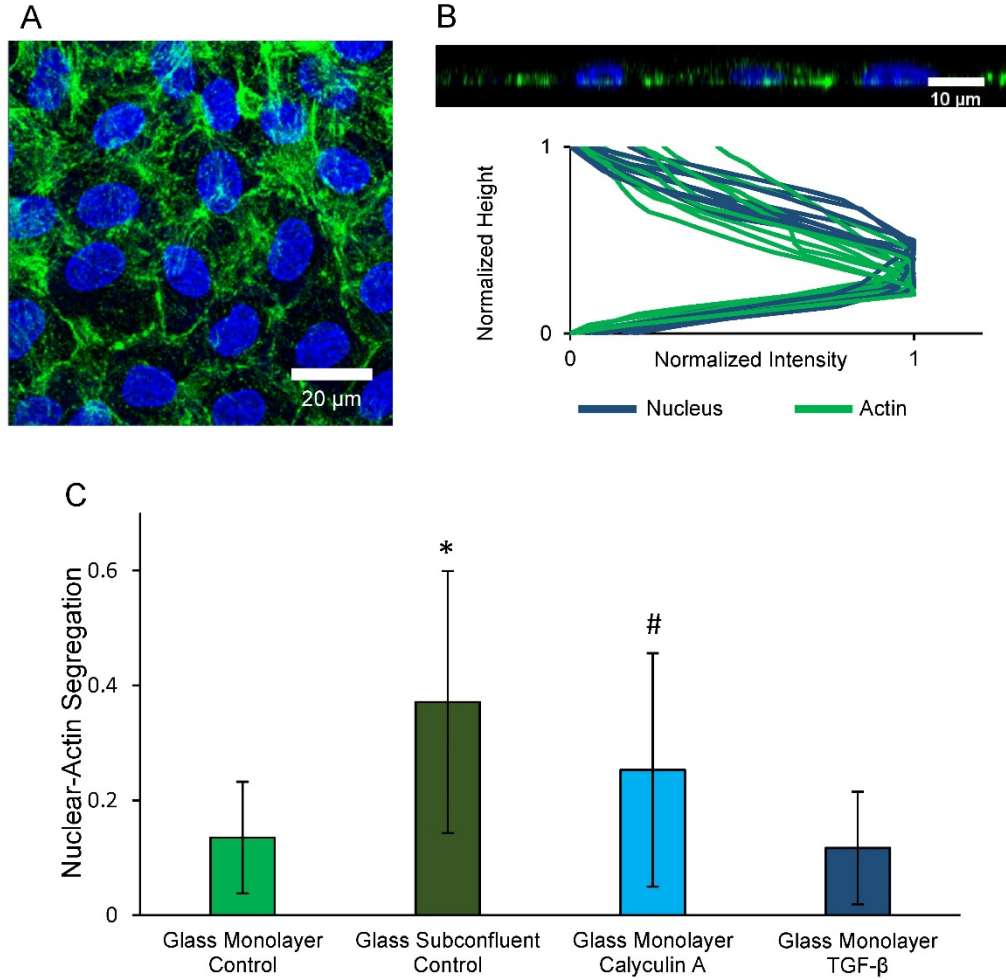 A
20 µm
B
10 µm
Normalized Height
1
0
0
Normalized Intensity
1
Nucleus
Actin
C
Nuclear-Actin Segregation
0.6
0.4
0.2
0
*
#
Glass Monolayer
Control
Glass Subconfluent
Control
Glass Monolayer
Calyculin A
Glass Monolayer
TGF-β